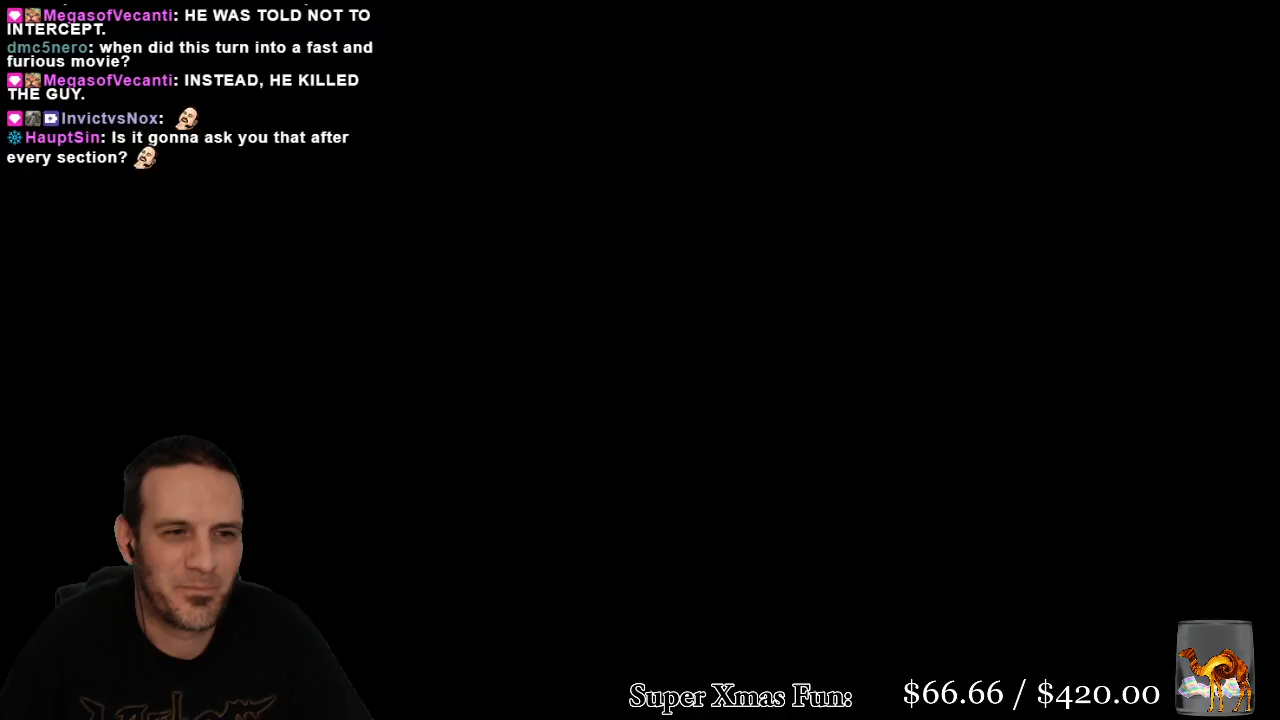 MegasofVecanti: HE WAS TOLD NOT TO
INTERCEPT.
dmc5nero: when did this turn into a fast and
furious movie?
MegasofVecanti: INSTEAD, HE KILLED
THE GUY.
InvictvsNox:
HauptSin: Is it gonna ask you that after
every section?
Super Xmas Fun: $66.66 / $420.00